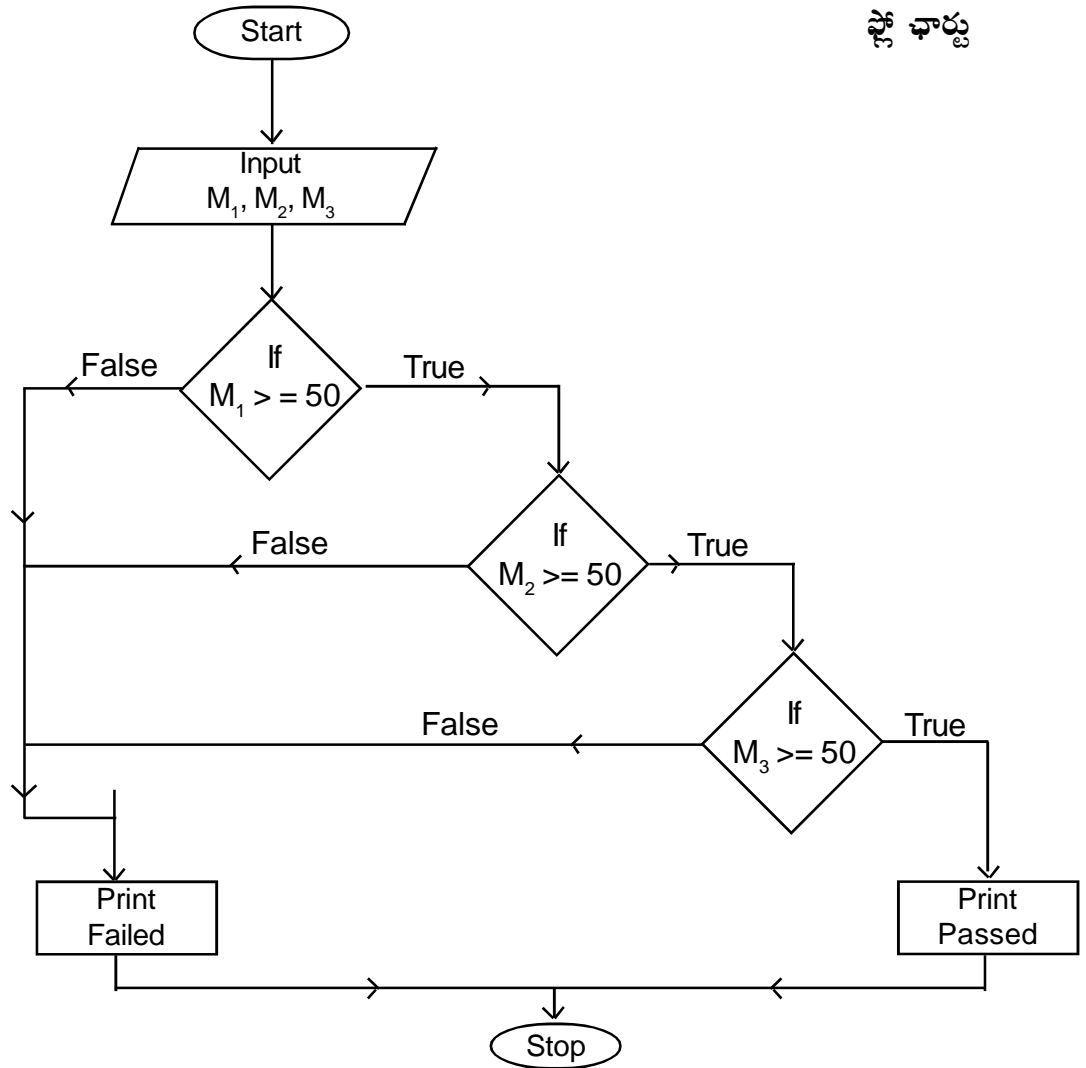 ఫ్లో ఛార్టు
Start
Input
M₁, M₂, M₃
If
M₁ > = 50
False
True
If
M₂ >= 50
False
True
If
M₃ >= 50
False
True
Print
Failed
Print
Passed
Stop